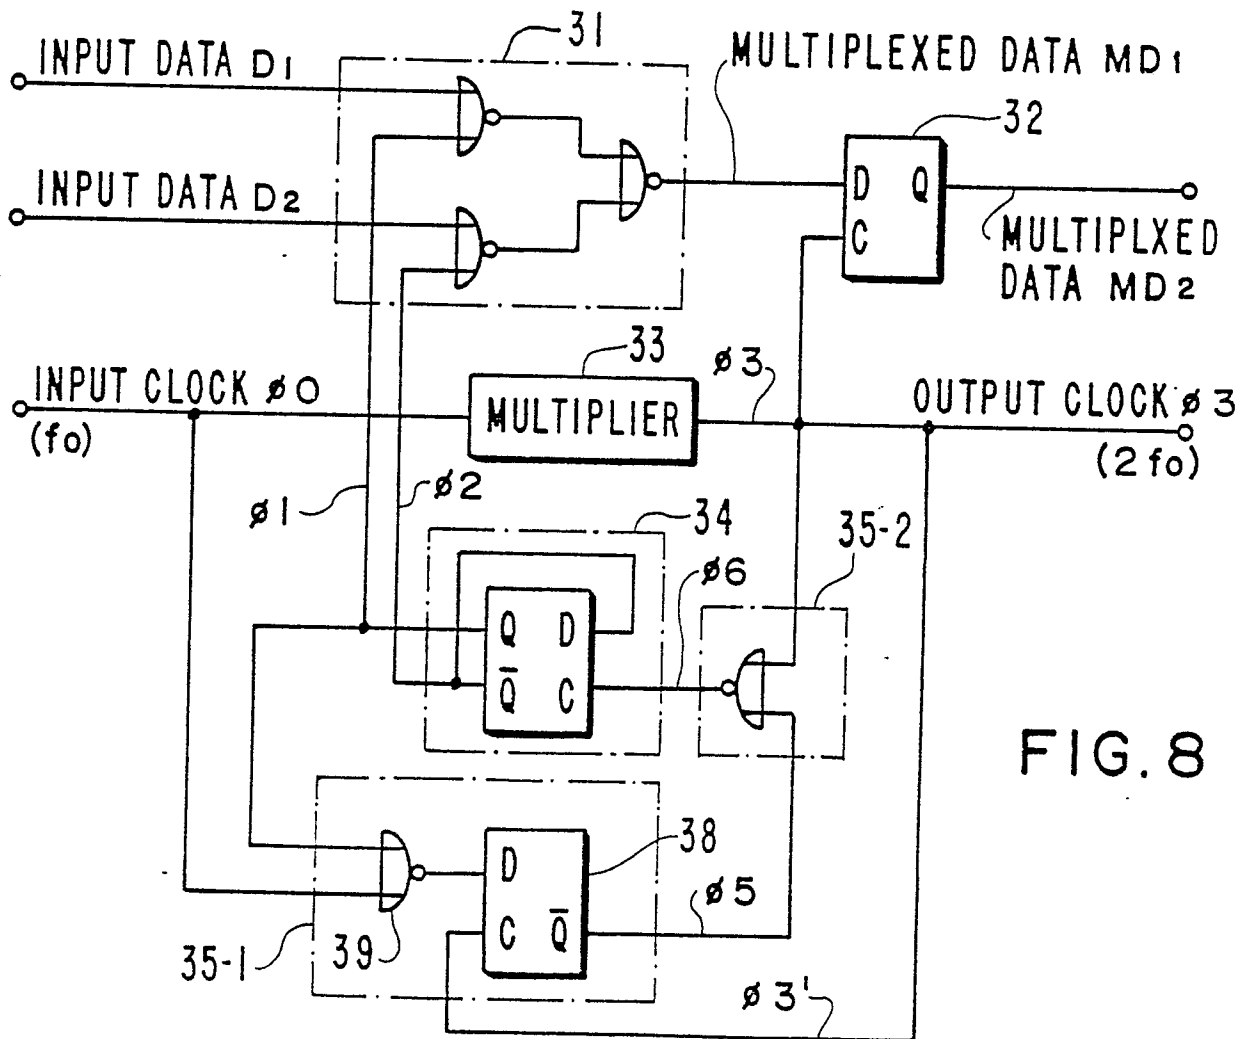 31
INPUT DATA D1
MULTIPLEXED DATA MD1
32
D Q
C
INPUT DATA D2
MULTIPLXED
DATA MD2
33
ø3
INPUT CLOCK øO
MULTIPLIER
OUTPUT CLOCK ø3
(fo)
(2fo)
ø1
ø2
34
35-2
ø6
Q D
Q̅ C
FIG. 8
38
D
ø5
C Q̅
35-1
39
ø3'